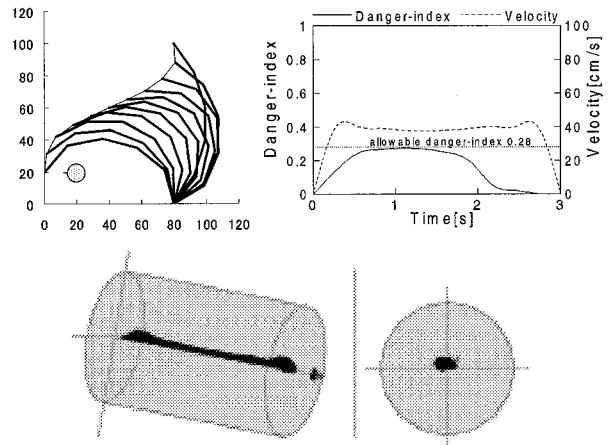 Danger-index Velocity
120
100
80
60
40
20
0
0 20 40 60 80 100 120
Danger-index
1
0.8
0.6
0.4
0.2
0
allowable danger-index 0.28
100
80
60
40
20
0
Velocity[cm/s]
0 1 2 3
Time[s]